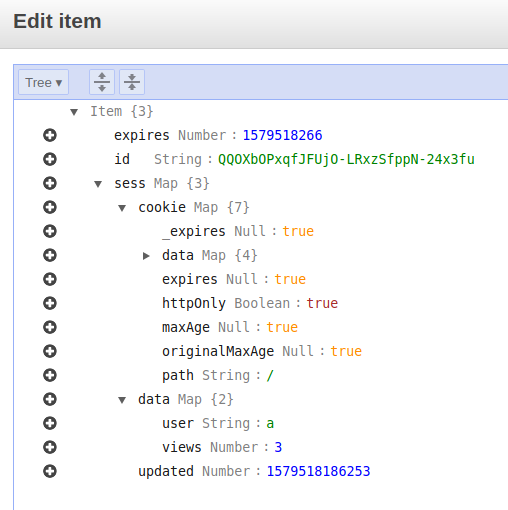 Edit item
Tree ▾
Item {3}
expires Number : 1579518266
id String : QQOXbOPxqfJFUjO-LRxzSfppN-24x3fu
sess Map {3}
cookie Map {7}
_expires Null : true
data Map {4}
expires Null : true
httpOnly Boolean : true
maxAge Null : true
originalMaxAge Null : true
path String : /
data Map {2}
user String : a
views Number : 3
updated Number : 1579518186253